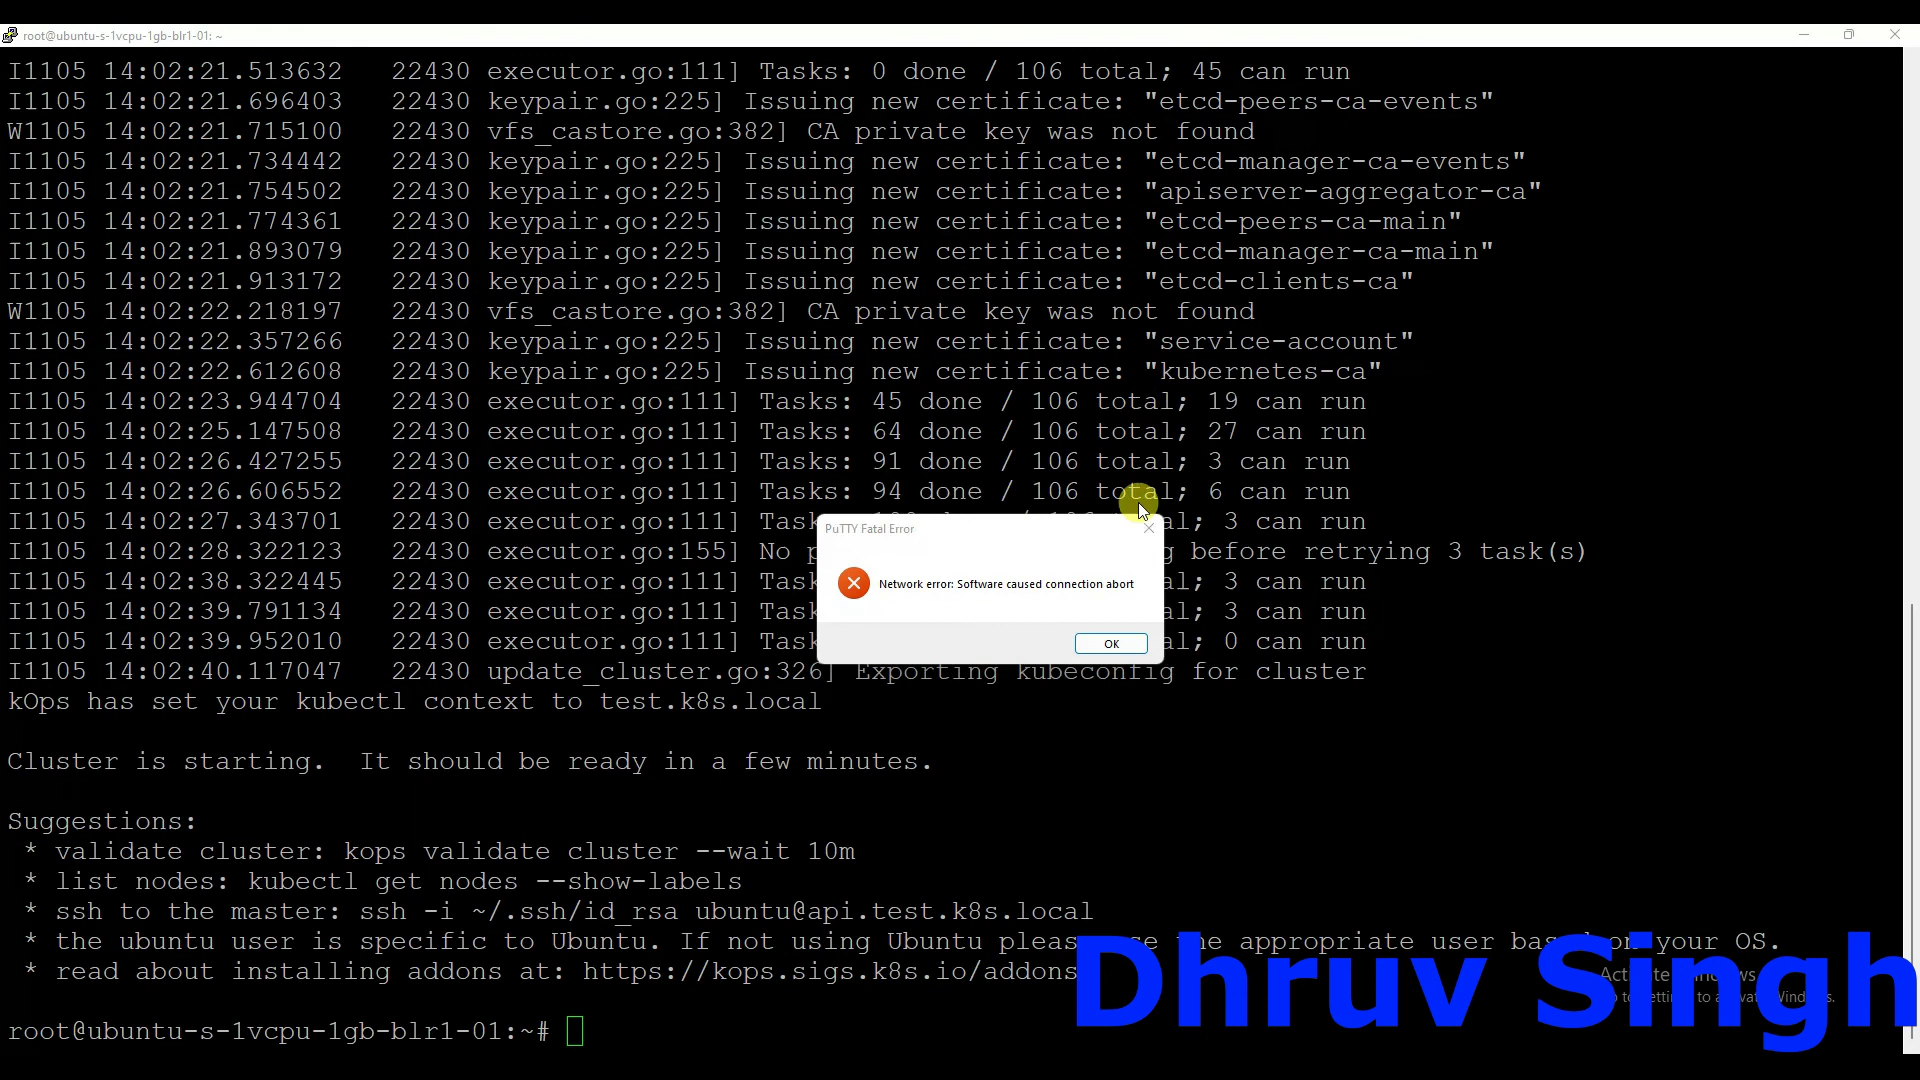 root@ubuntu-s-1vcpu-1gb-blr1-01: ~
I1105 14:02:21.513632   22430 executor.go:111] Tasks: 0 done / 106 total; 45 can run
I1105 14:02:21.696403   22430 keypair.go:225] Issuing new certificate: "etcd-peers-ca-events"
W1105 14:02:21.715100   22430 vfs_castore.go:382] CA private key was not found
I1105 14:02:21.734442   22430 keypair.go:225] Issuing new certificate: "etcd-manager-ca-events"
I1105 14:02:21.754502   22430 keypair.go:225] Issuing new certificate: "apiserver-aggregator-ca"
I1105 14:02:21.774361   22430 keypair.go:225] Issuing new certificate: "etcd-peers-ca-main"
I1105 14:02:21.893079   22430 keypair.go:225] Issuing new certificate: "etcd-manager-ca-main"
I1105 14:02:21.913172   22430 keypair.go:225] Issuing new certificate: "etcd-clients-ca"
W1105 14:02:22.218197   22430 vfs_castore.go:382] CA private key was not found
I1105 14:02:22.357266   22430 keypair.go:225] Issuing new certificate: "service-account"
I1105 14:02:22.612608   22430 keypair.go:225] Issuing new certificate: "kubernetes-ca"
I1105 14:02:23.944704   22430 executor.go:111] Tasks: 45 done / 106 total; 19 can run
I1105 14:02:25.147508   22430 executor.go:111] Tasks: 64 done / 106 total; 27 can run
I1105 14:02:26.427255   22430 executor.go:111] Tasks: 91 done / 106 total; 3 can run
I1105 14:02:26.606552   22430 executor.go:111] Tasks: 94 done / 106 total; 6 can run
I1105 14:02:27.343701   22430 executor.go:111] 3 can run
I1105 14:02:28.322123   22430 executor.go:155] No before retrying 3 task(s)
I1105 14:02:38.322445   22430 executor.go:111] 3 can run
I1105 14:02:39.791134   22430 executor.go:111] 3 can run
I1105 14:02:39.952010   22430 executor.go:111] 0 can run
I1105 14:02:40.117047   22430 update_cluster.go:326] Exporting kubeconfig for cluster
kOps has set your kubectl context to test.k8s.local
Cluster is starting.  It should be ready in a few minutes.
Suggestions:
* validate cluster: kops validate cluster --wait 10m
* list nodes: kubectl get nodes --show-labels
* ssh to the master: ssh -i ~/.ssh/id_rsa ubuntu@api.test.k8s.local
* the ubuntu user is specific to Ubuntu. If not using Ubuntu appropriate user your OS.
* read about installing addons at: https://kops.sigs.k8s.io/addons
root@ubuntu-s-1vcpu-1gb-blr1-01:~#
PuTTY Fatal Error
Network error: Software caused connection abort
OK
Dhruv Singh